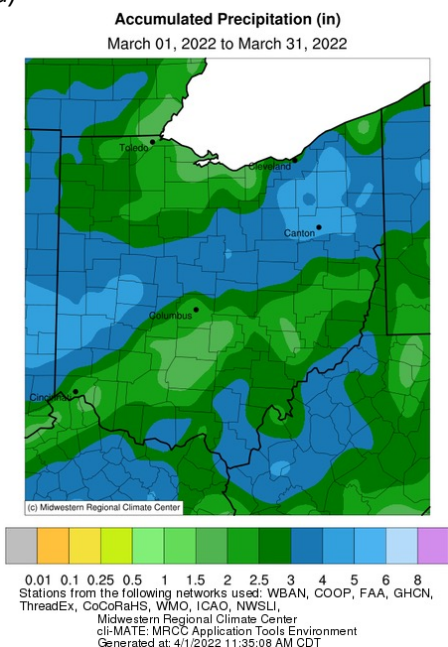 a)
Accumulated Precipitation (in)
March 01, 2022 to March 31, 2022
Toledo
Cleveland
Canton
Columbus
Cincinnati
(c) Midwestern Regional Climate Center
0.01 0.1 0.25 0.5 1 1.5 2 2.5 3 4 5 6 8
Stations from the following networks used: WBAN, COOP, FAA, GHCN,
ThreadEx, CoCoRaHS, WMO, ICAO, NWSLI,
Midwestern Regional Climate Center
cli-MATE: MRCC Application Tools Environment
Generated at: 4/1/2022 11:35:08 AM CDT